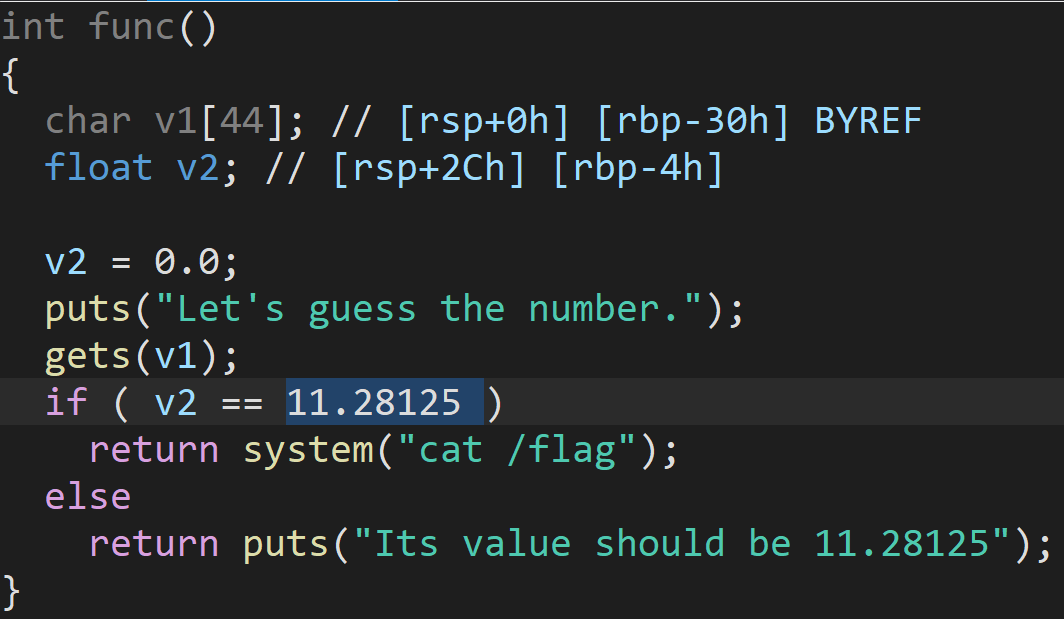 int func()
{
  char v1[44]; // [rsp+0h] [rbp-30h] BYREF
  float v2; // [rsp+2Ch] [rbp-4h]

  v2 = 0.0;
  puts("Let's guess the number.");
  gets(v1);
  if ( v2 == 11.28125 )
    return system("cat /flag");
  else
    return puts("Its value should be 11.28125");
}